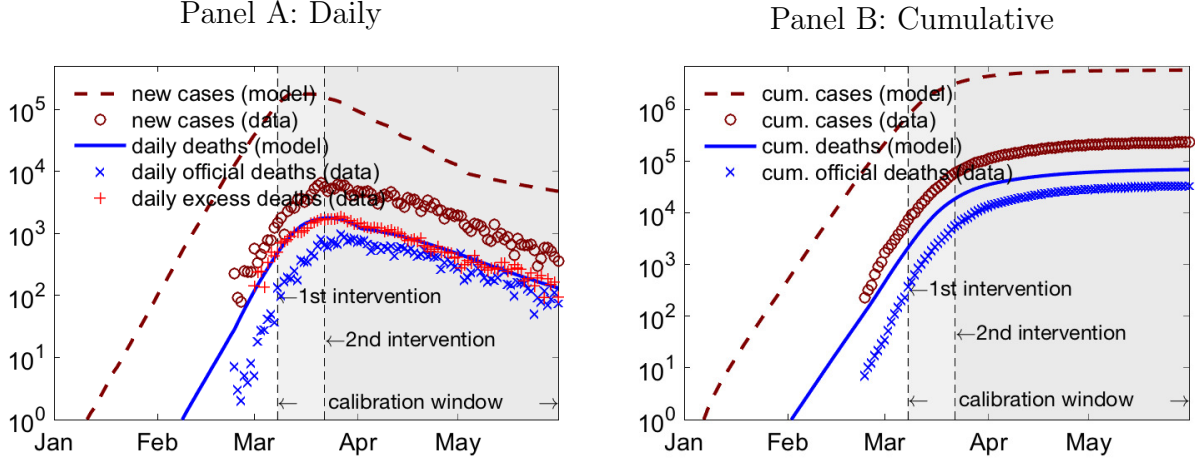 Panel A: Daily
new cases (model)
new cases (data)
daily deaths (model)
daily official deaths (data)
daily excess deaths (data)
←1st intervention
←2nd intervention
← calibration window →
10^5
10^4
10^3
10^2
10^1
10^0
Jan Feb Mar Apr May
Panel B: Cumulative
cum. cases (model)
cum. cases (data)
cum. deaths (model)
cum. official deaths (data)
←1st intervention
←2nd intervention
← calibration window →
10^6
10^5
10^4
10^3
10^2
10^1
10^0
Jan Feb Mar Apr May